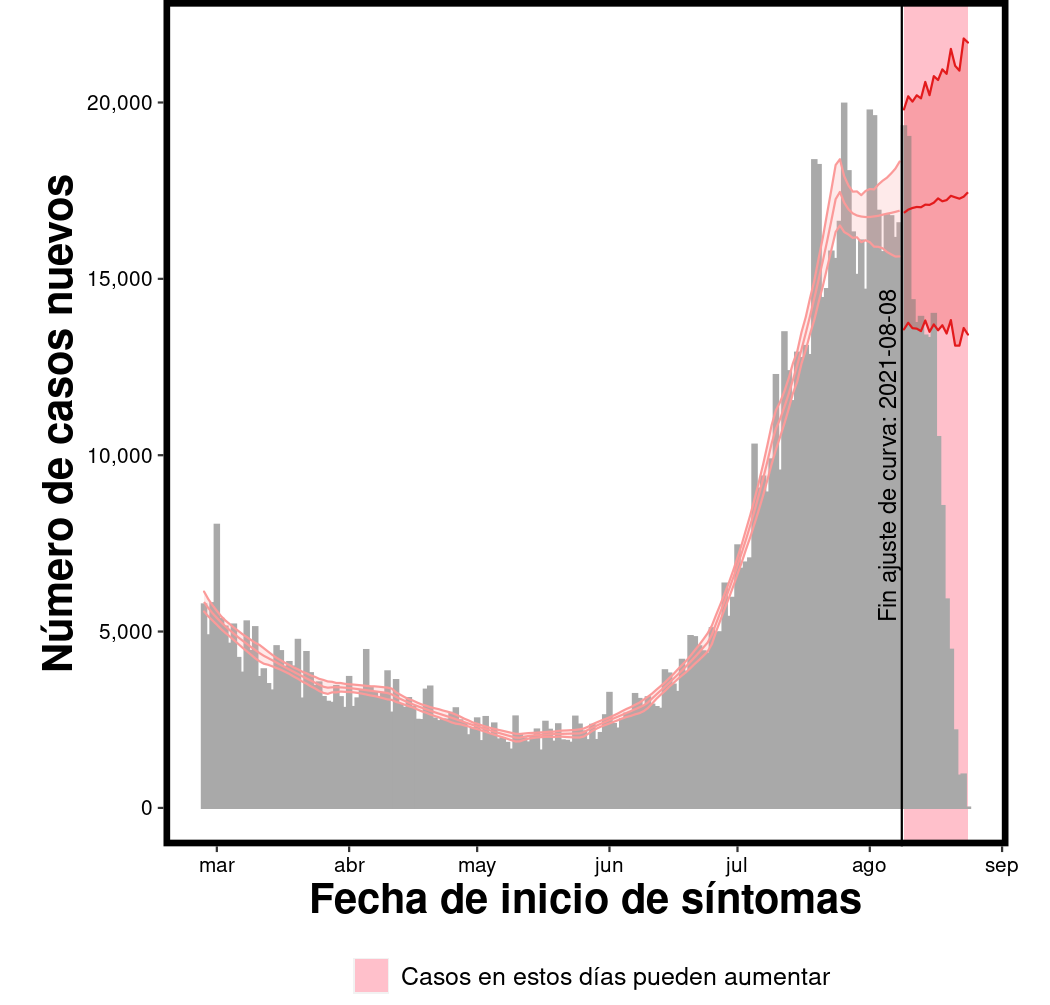 Número de casos nuevos
20,000
15,000
10,000
5,000
0
Fin ajuste de curva: 2021-08-08
mar abr may jun jul ago sep
Fecha de inicio de síntomas
Casos en estos días pueden aumentar